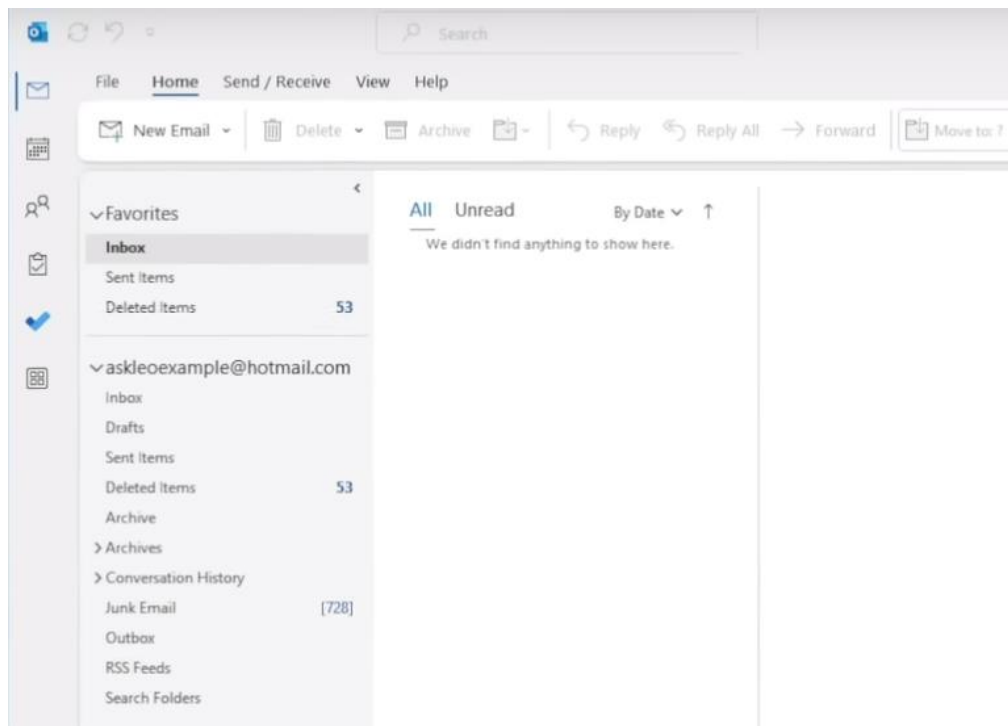 Search
File Home Send / Receive View Help
New Email Delete Archive Reply Reply All Forward Move to: ?
Favorites
Inbox
Sent Items
Deleted Items 53
askleoexample@hotmail.com
Inbox
Drafts
Sent Items
Deleted Items 53
Archive
Archives
Conversation History
Junk Email [728]
Outbox
RSS Feeds
Search Folders
All Unread By Date
We didn't find anything to show here.